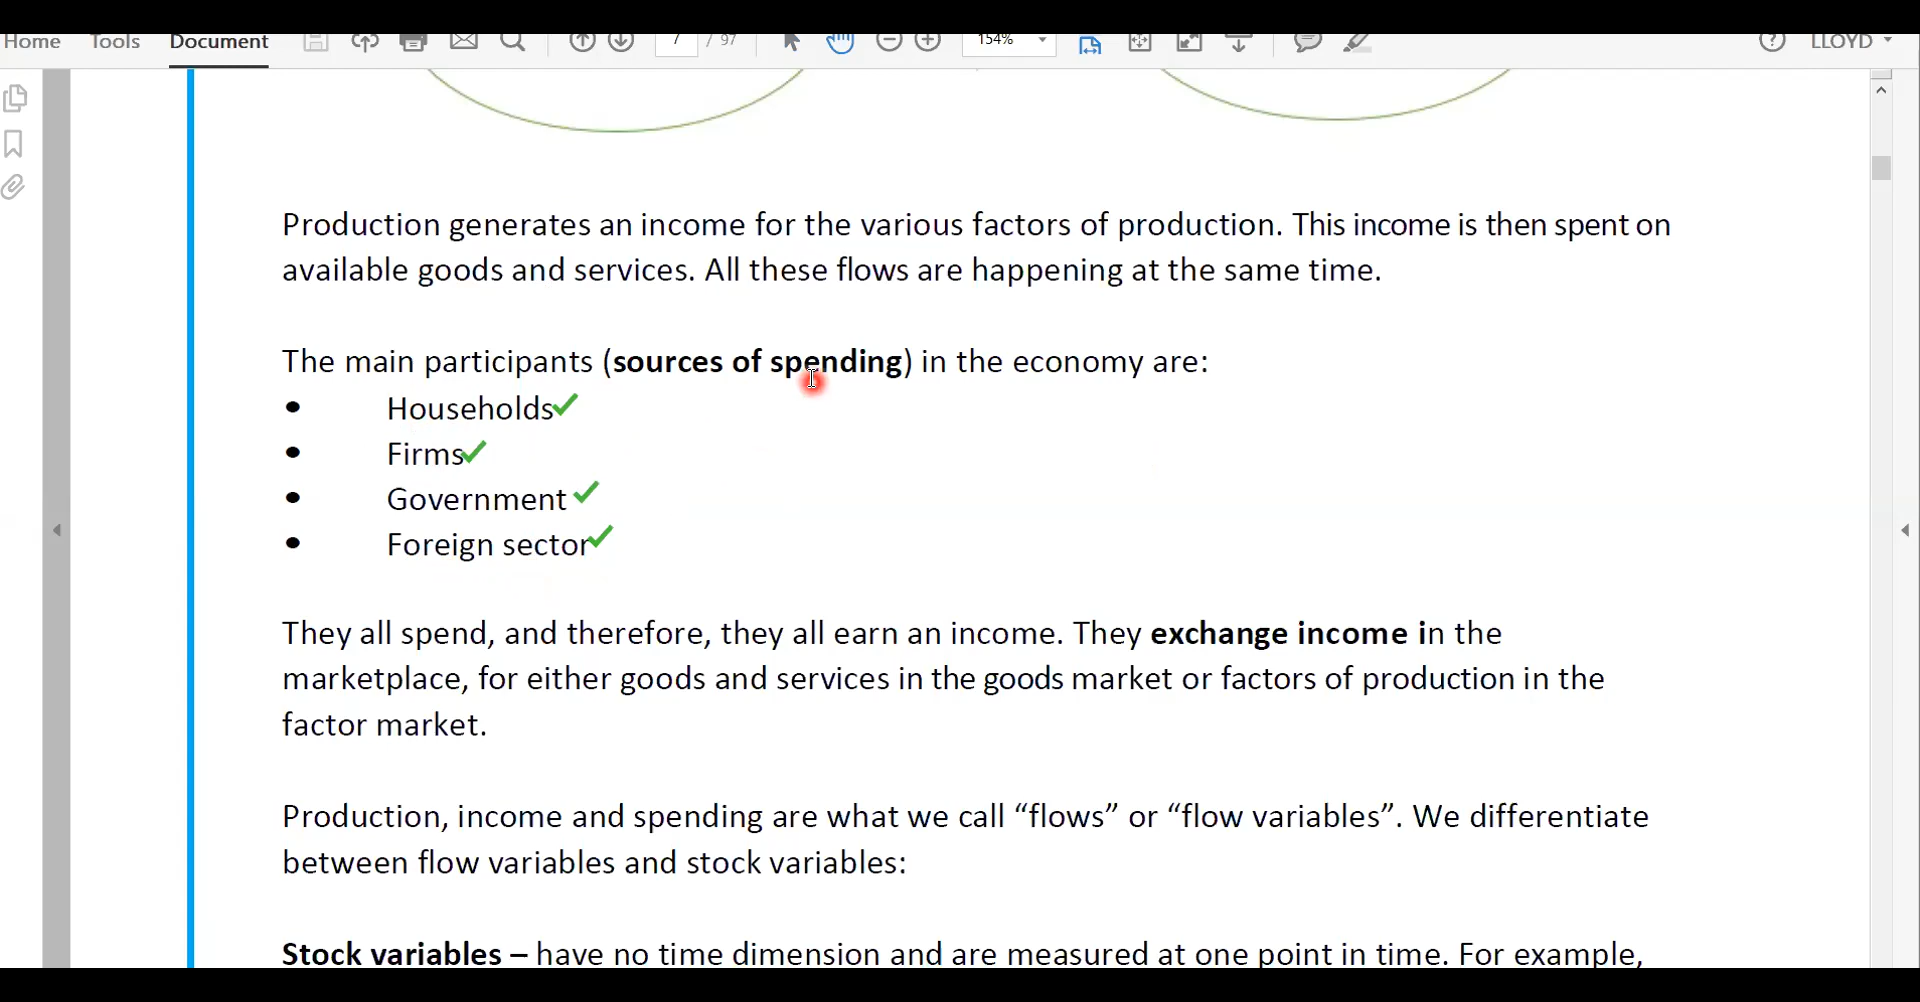 Home Tools Document 7 / 97 154% LLOYD
Production generates an income for the various factors of production. This income is then spent on
available goods and services. All these flows are happening at the same time.
The main participants (sources of spending) in the economy are:
• Households
• Firms
• Government
• Foreign sector
They all spend, and therefore, they all earn an income. They exchange income in the
marketplace, for either goods and services in the goods market or factors of production in the
factor market.
Production, income and spending are what we call “flows” or “flow variables”. We differentiate
between flow variables and stock variables:
Stock variables – have no time dimension and are measured at one point in time. For example,